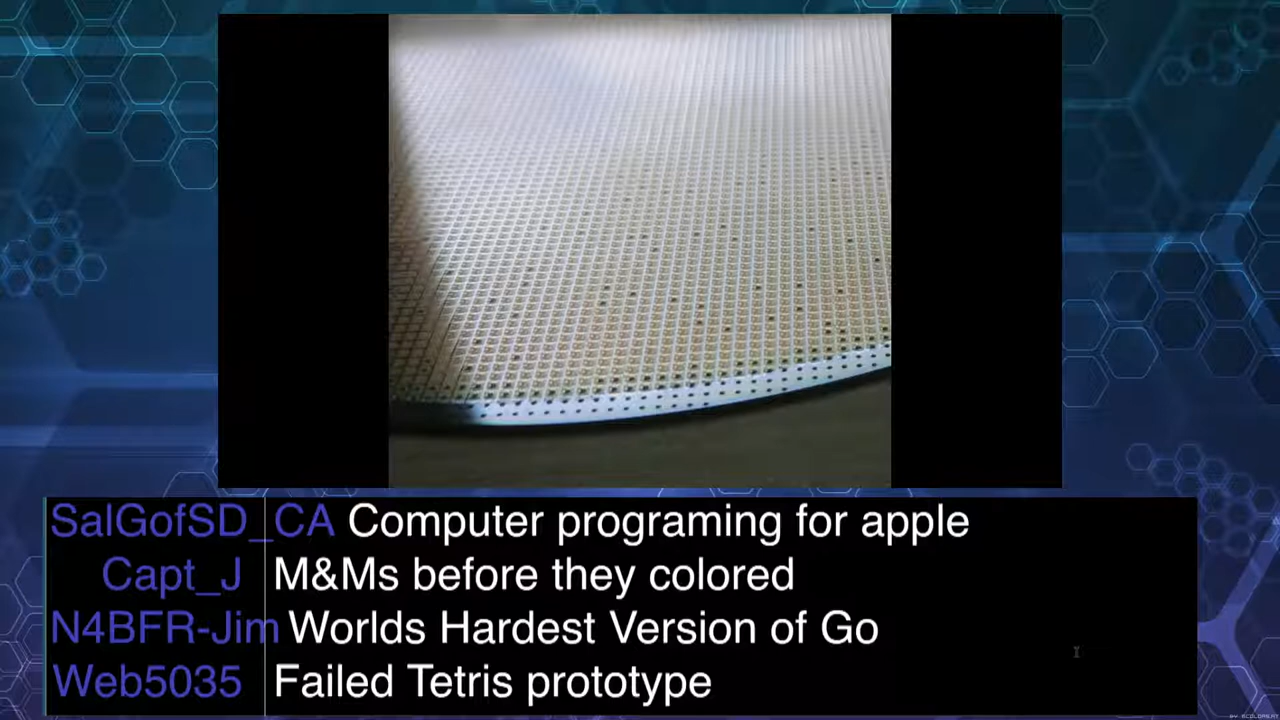 SalGofSD_CA Computer programing for apple
Capt_J M&Ms before they colored
N4BFR-Jim Worlds Hardest Version of Go
Web5035 Failed Tetris prototype